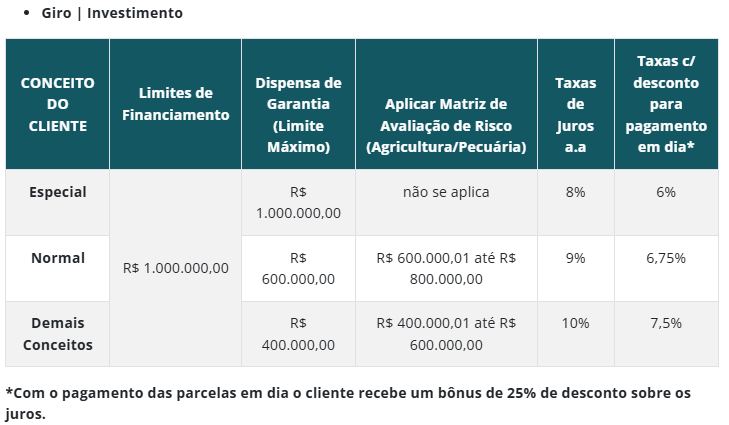 Giro | Investimento
CONCEITO
DO
CLIENTE
Limites de
Financiamento
Dispensa de
Garantia
(Limite
Máximo)
Aplicar Matriz de
Avaliação de Risco
(Agricultura/Pecuária)
Taxas
de
Juros
a.a
Taxas c/
desconto
para
pagamento
em dia*
Especial
R$ 1.000.000,00
R$
1.000.000,00
não se aplica
8%
6%
Normal
R$
600.000,00
R$ 600.000,01 até R$
800.000,00
9%
6,75%
Demais
Conceitos
R$
400.000,00
R$ 400.000,01 até R$
600.000,00
10%
7,5%
*Com o pagamento das parcelas em dia o cliente recebe um bônus de 25% de desconto sobre os
juros.